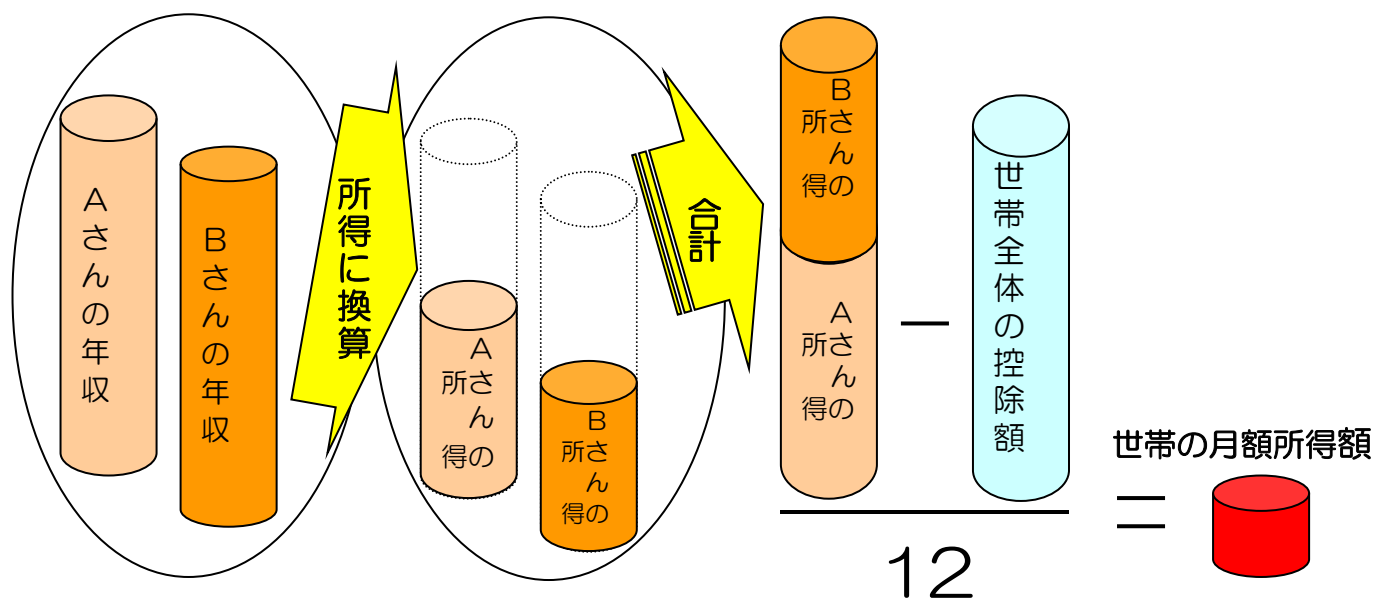 Aさんの年収
Bさんの年収
所得に換算
Aさんの
所得
Bさんの
所得
合計
Bさんの
所得
Aさんの
所得
－
世帯全体の控除額
12
＝
世帯の月額所得額